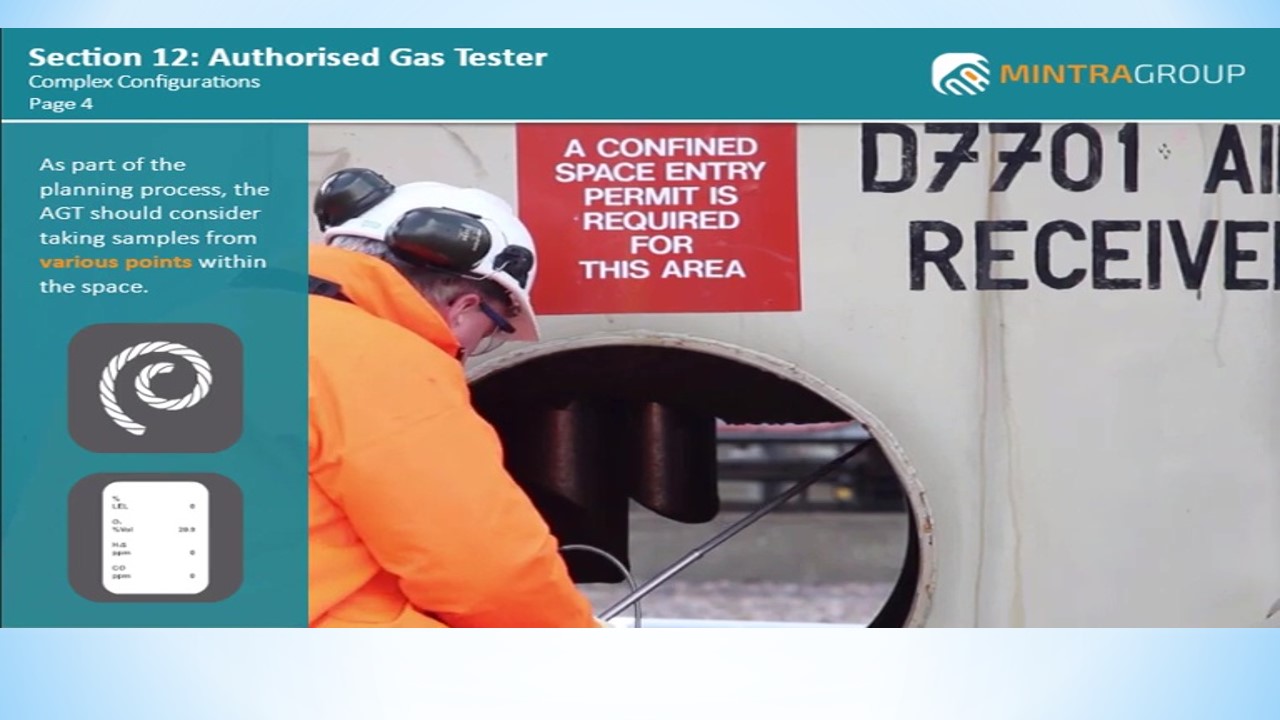 Section 12: Authorised Gas Tester
Complex Configurations
Page 4
MINTRAGROUP
As part of the
planning process, the
AGT should consider
taking samples from
various points within
the space.
%
LEL 0
O₂
%Vol 20.9
H₂S
ppm 0
CO
ppm 0
A CONFINED
SPACE ENTRY
PERMIT IS
REQUIRED
FOR
THIS AREA
D7701 AI
RECEIVE